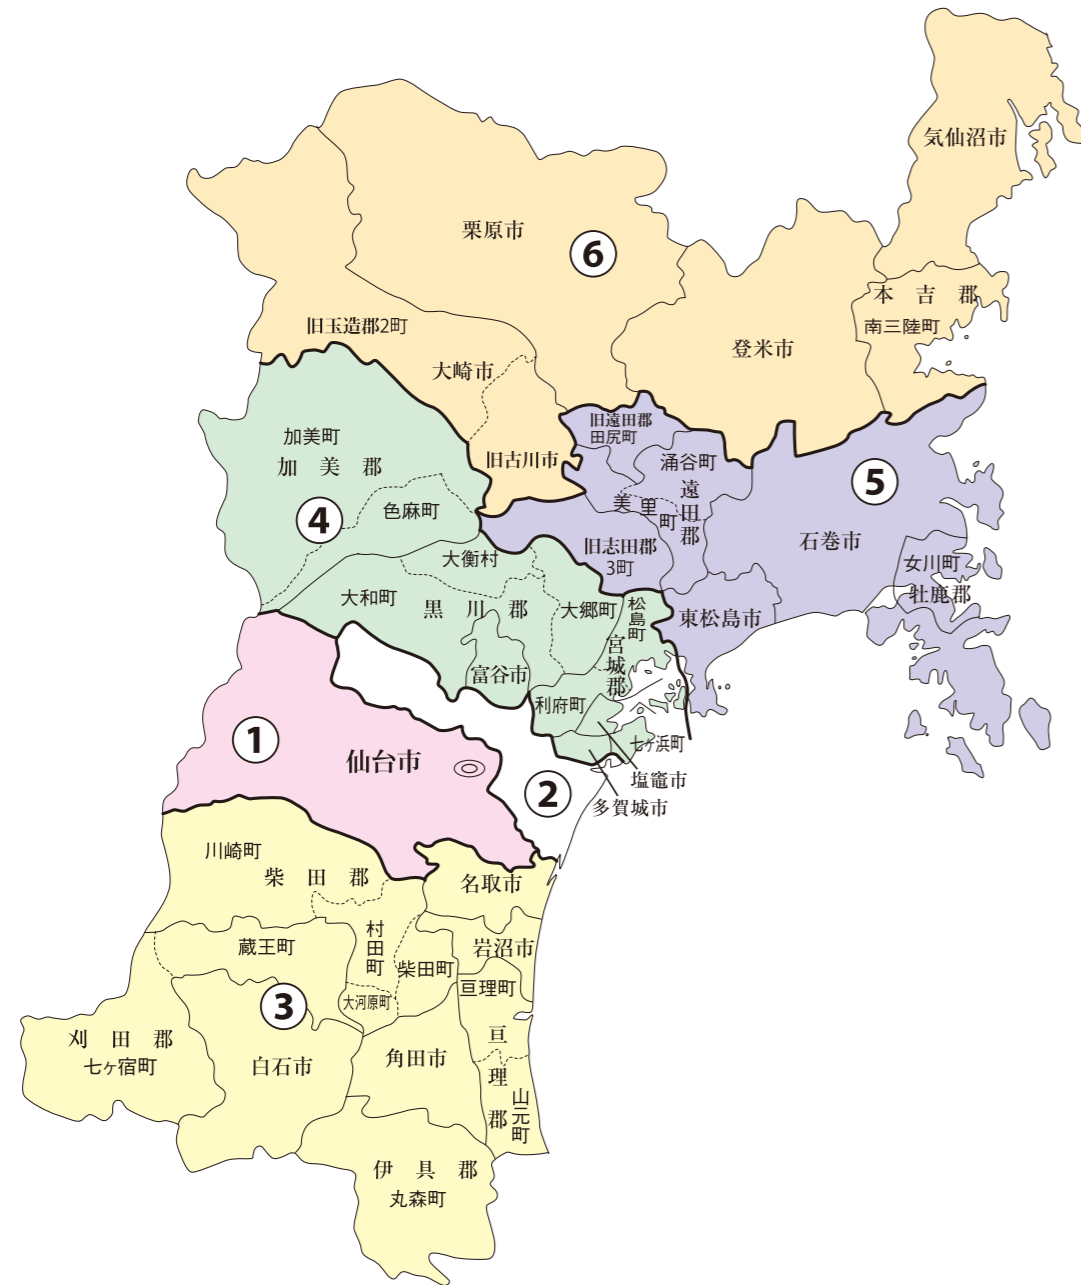 気仙沼市
栗原市
⑥
本吉郡
南三陸町
旧玉造郡2町
登米市
大崎市
旧遠田郡
田尻町
加美町
加美郡
旧古川市
涌谷町
遠田郡
⑤
美里町
④
色麻町
石巻市
旧志田郡
3町
大衡村
女川町
牡鹿郡
大和町
黒川郡
大郷町
松島町
東松島市
宮城郡
富谷市
利府町
①
仙台市
七ヶ浜町
塩竈市
②
多賀城市
川崎町
柴田郡
名取市
村田町
蔵王町
柴田町
岩沼市
亘理町
大河原町
③
刈田郡
七ヶ宿町
白石市
角田市
亘理郡
山元町
伊具郡
丸森町